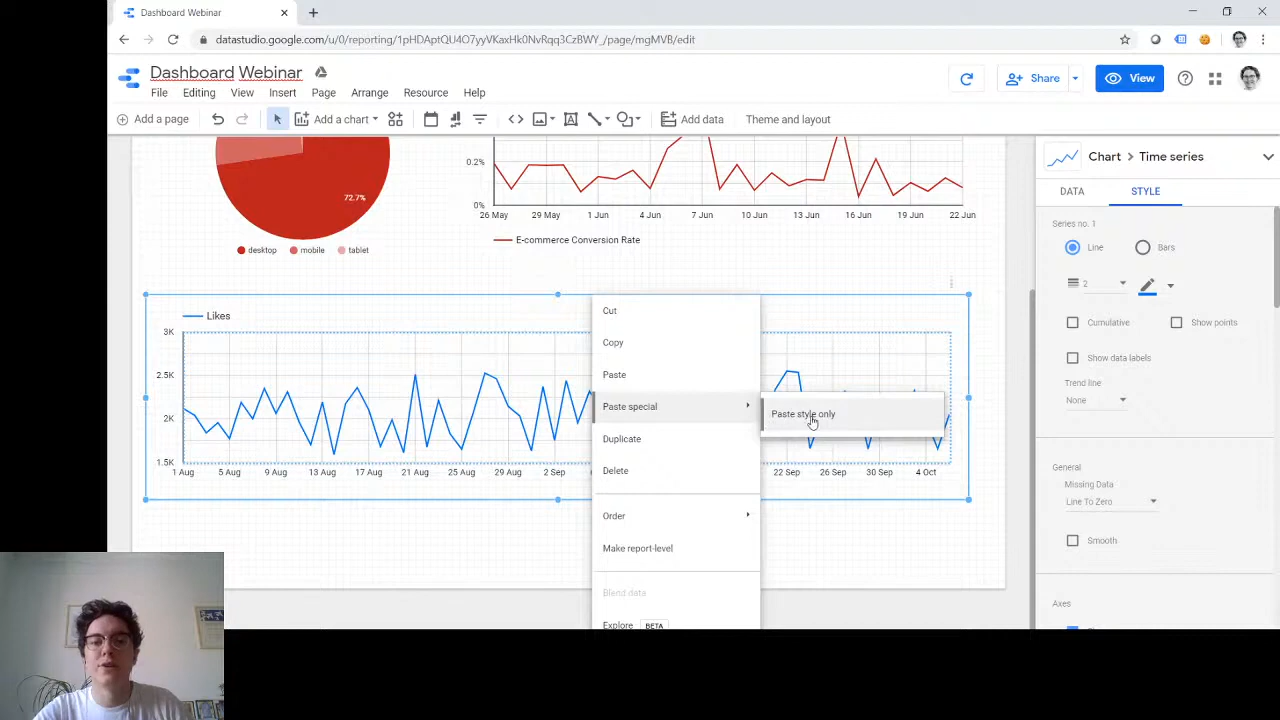 Dashboard Webinar
datastudio.google.com/u/0/reporting/1pHDAptQU4O7yyVKaxHk0NvRqq3CzBWY_/page/mgMVB/edit
Dashboard Webinar
Share
View
File Editing View Insert Page Arrange Resource Help
Add a page
Add a chart
Add data
Theme and layout
72.7%
desktop mobile tablet
0.2%
0%
26 May 29 May 1 Jun 4 Jun 7 Jun 10 Jun 13 Jun 16 Jun 19 Jun 22 Jun
E-commerce Conversion Rate
Likes
3K
2.5K
2K
1.5K
1 Aug 5 Aug 9 Aug 13 Aug 17 Aug 21 Aug 25 Aug 29 Aug 2 Sep
22 Sep 26 Sep 30 Sep 4 Oct
Cut
Copy
Paste
Paste special
Paste style only
Duplicate
Delete
Order
Make report-level
Blend data
Explore BETA
Chart > Time series
DATA STYLE
Series no. 1
Line Bars
2
Cumulative Show points
Show data labels
Trend line
None
General
Missing Data
Line To Zero
Smooth
Axes